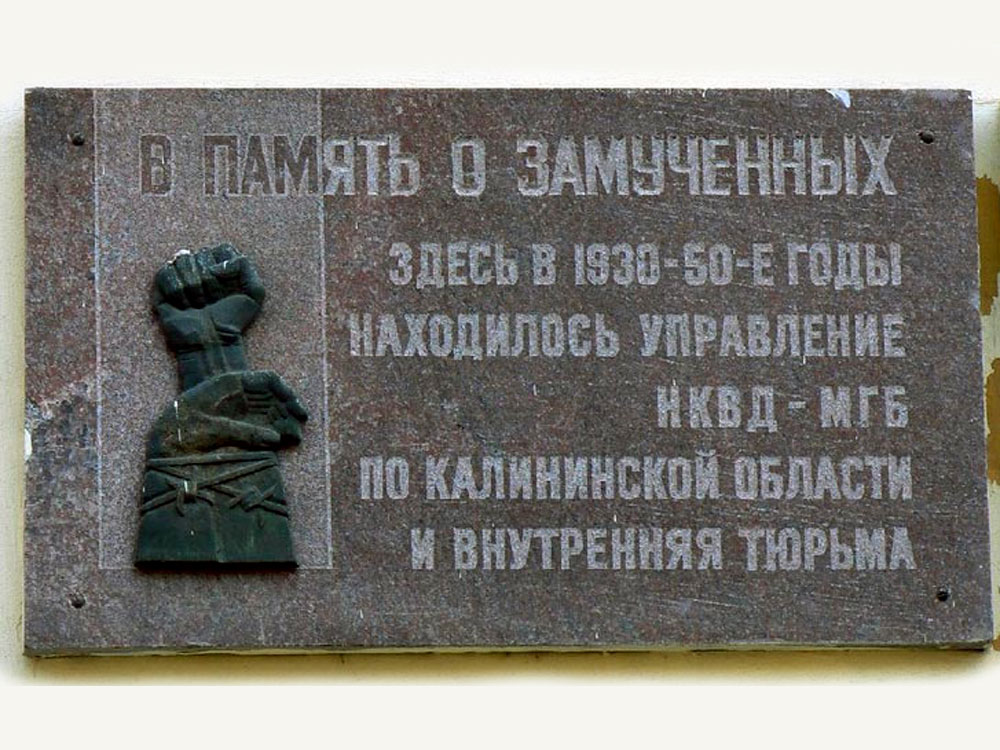 В ПАМЯТЬ О ЗАМУЧЕННЫХ
ЗДЕСЬ В 1930-50-Е ГОДЫ
НАХОДИЛОСЬ УПРАВЛЕНИЕ
НКВД - МГБ
ПО КАЛИНИНСКОЙ ОБЛАСТИ
И ВНУТРЕННЯЯ ТЮРЬМА